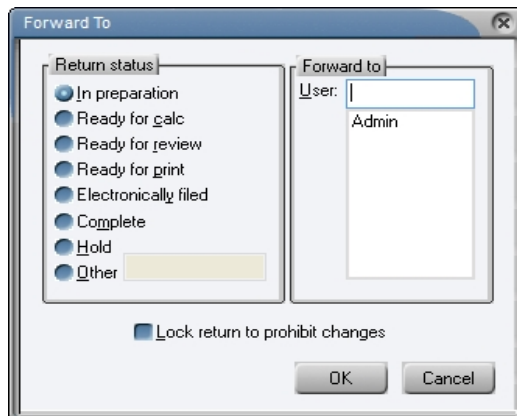 Forward To
Return status
In preparation
Ready for calc
Ready for review
Ready for print
Electronically filed
Complete
Hold
Other
Forward to
User:
Admin
Lock return to prohibit changes
OK
Cancel